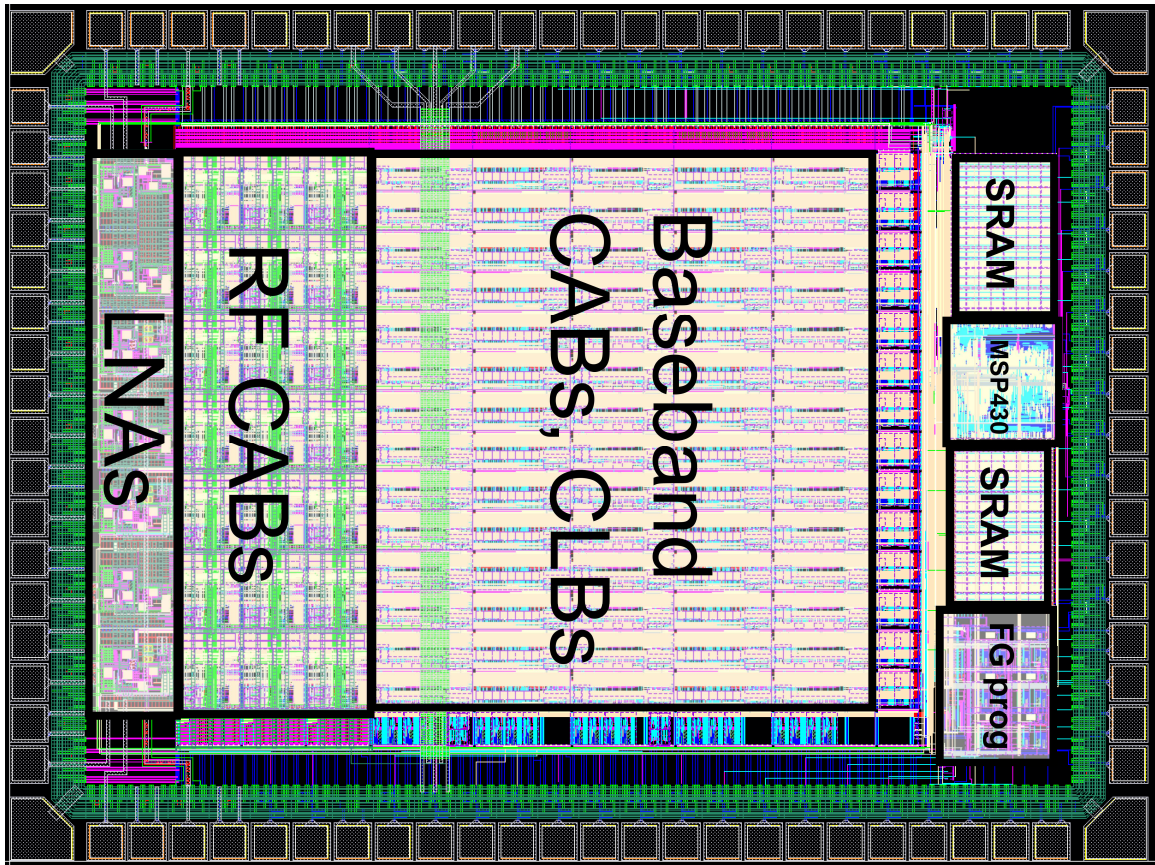 LNAs
RF CABs
Baseband
CABs, CLBs
SRAM
MSP430
SRAM
FG prog